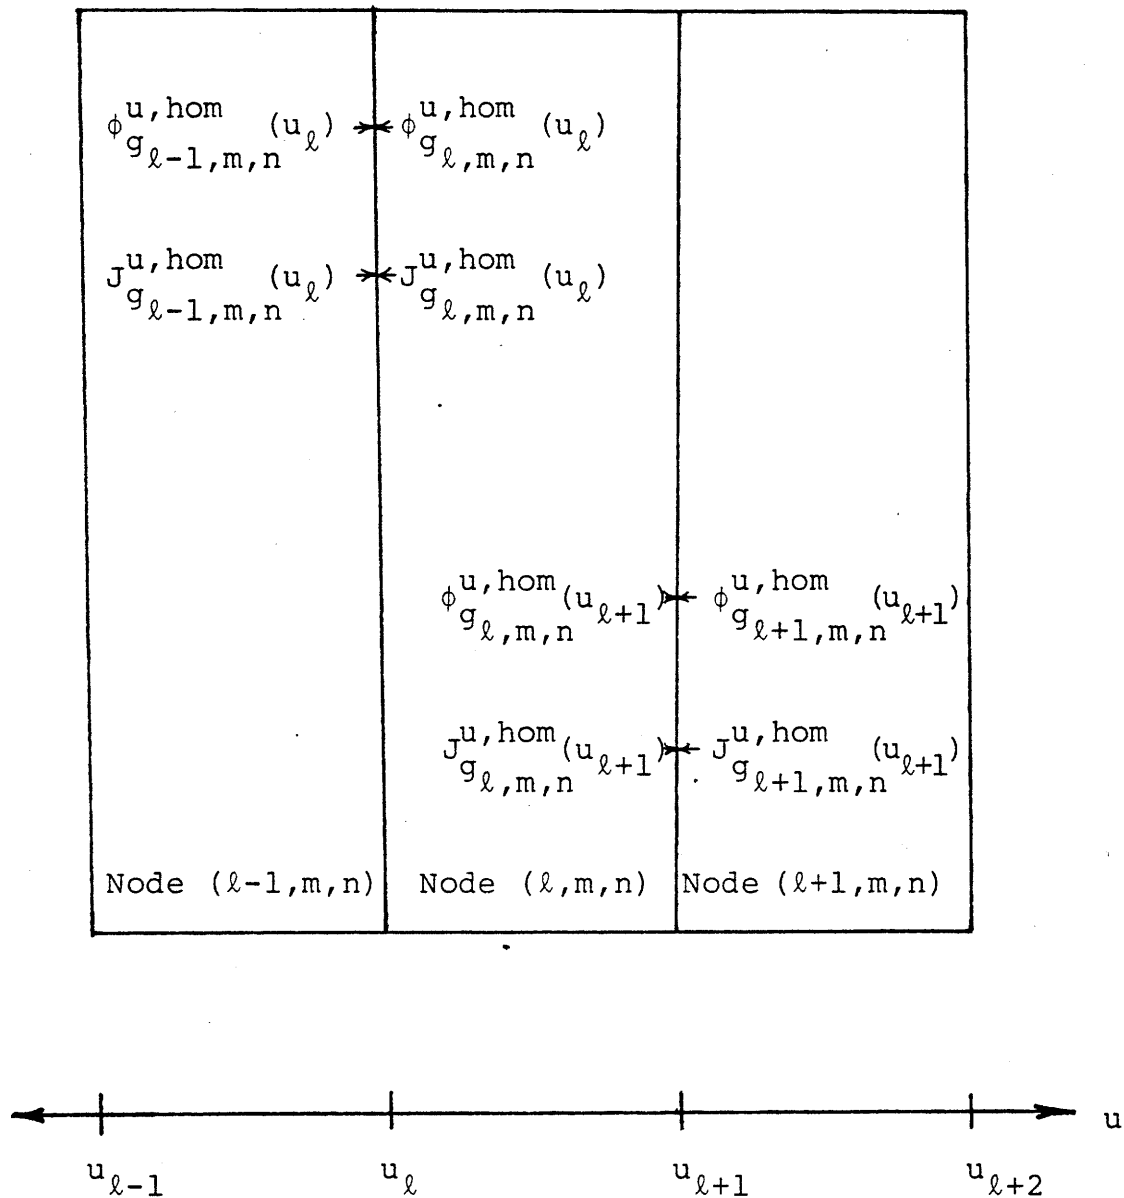 ϕ^{u,hom}_{g_{ℓ-1,m,n}}(u_ℓ) ϕ^{u,hom}_{g_{ℓ,m,n}}(u_ℓ)
J^{u,hom}_{g_{ℓ-1,m,n}}(u_ℓ) J^{u,hom}_{g_{ℓ,m,n}}(u_ℓ)
ϕ^{u,hom}_{g_{ℓ,m,n}}(u_{ℓ+1}) ϕ^{u,hom}_{g_{ℓ+1,m,n}}(u_{ℓ+1})
J^{u,hom}_{g_{ℓ,m,n}}(u_{ℓ+1}) J^{u,hom}_{g_{ℓ+1,m,n}}(u_{ℓ+1})
Node (ℓ-1,m,n) Node (ℓ,m,n) Node (ℓ+1,m,n)
u
u_{ℓ-1} u_ℓ u_{ℓ+1} u_{ℓ+2}